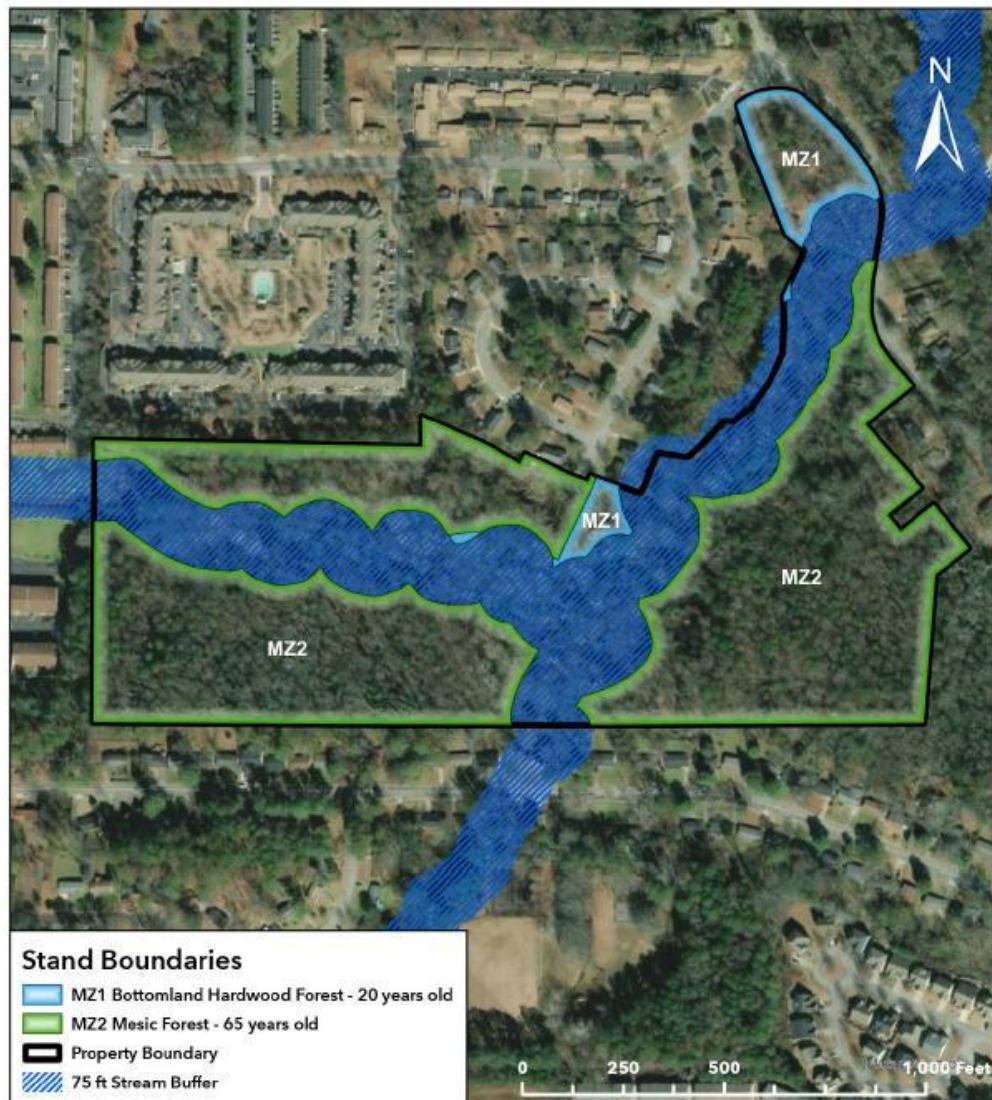 N
MZ1
MZ1
MZ2
MZ2
Stand Boundaries
MZ1 Bottomland Hardwood Forest - 20 years old
MZ2 Mesic Forest - 65 years old
Property Boundary
75 ft Stream Buffer
0 250 500 1,000 Feet